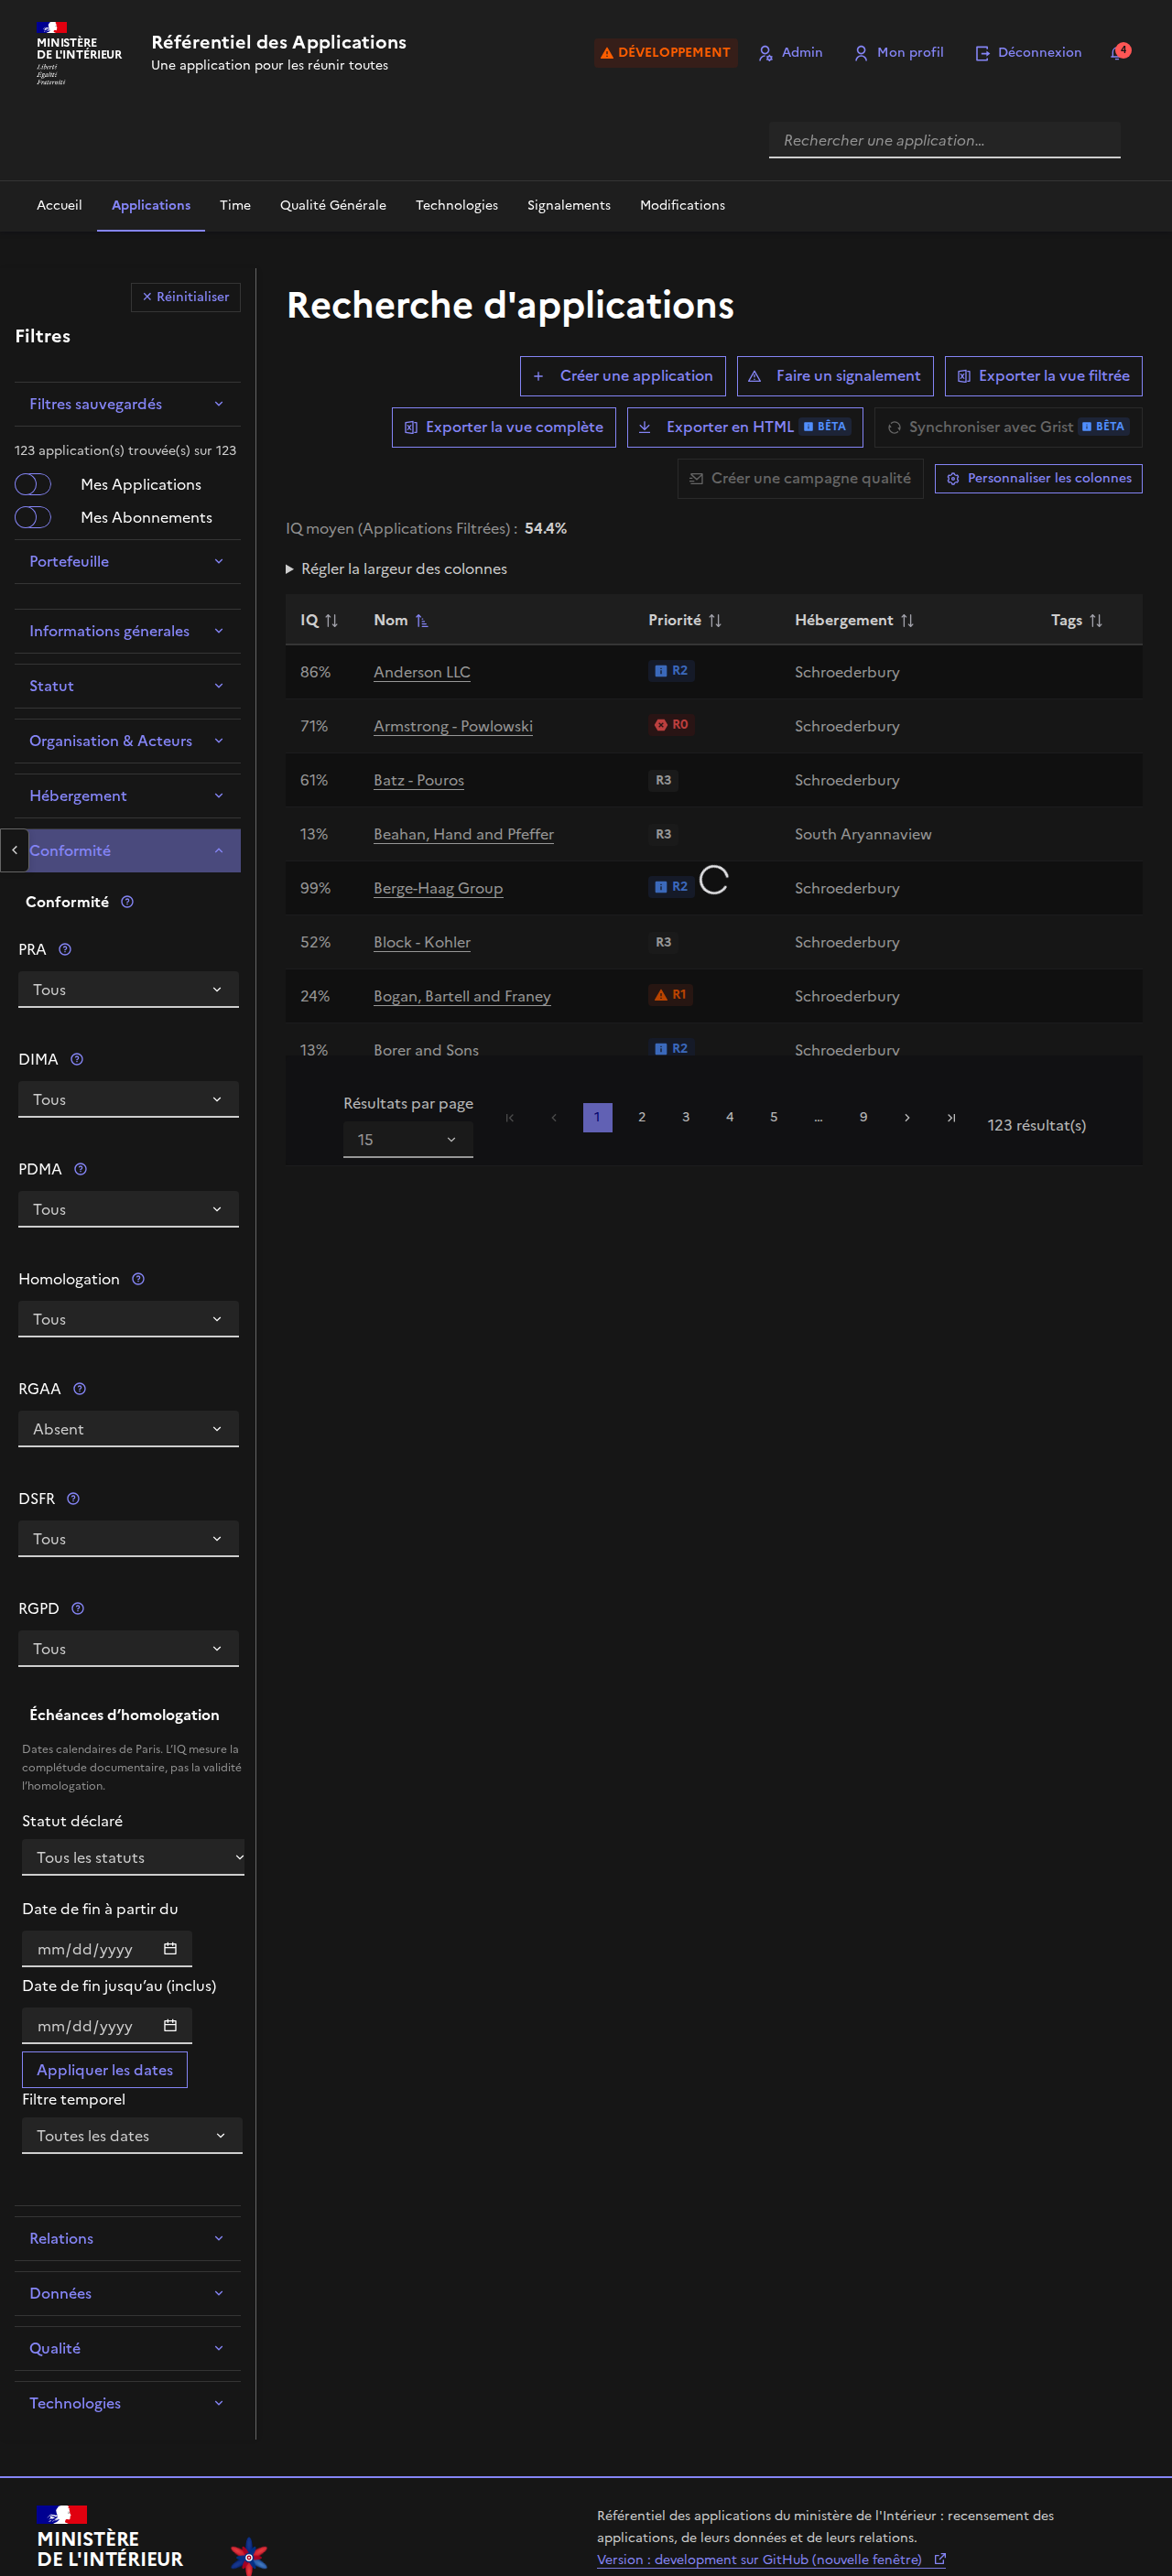 MINISTÈRE
DE L'INTÉRIEUR
Liberté
Égalité
Fraternité
Référentiel des Applications
Une application pour les réunir toutes
DÉVELOPPEMENT
Admin
Mon profil
Déconnexion
4
Rechercher une application...
Accueil
Applications
Time
Qualité Générale
Technologies
Signalements
Modifications
Réinitialiser
Filtres
Filtres sauvegardés
123 application(s) trouvée(s) sur 123
Mes Applications
Mes Abonnements
Portefeuille
Informations génerales
Statut
Organisation & Acteurs
Hébergement
Conformité
Conformité
PRA
Tous
DIMA
Tous
PDMA
Tous
Homologation
Tous
RGAA
Absent
DSFR
Tous
RGPD
Tous
Échéances d’homologation
Dates calendaires de Paris. L’IQ mesure la
complétude documentaire, pas la validité
l’homologation.
Statut déclaré
Tous les statuts
Date de fin à partir du
mm/dd/yyyy
Date de fin jusqu’au (inclus)
mm/dd/yyyy
Appliquer les dates
Filtre temporel
Toutes les dates
Relations
Données
Qualité
Technologies
Recherche d'applications
Créer une application
Faire un signalement
Exporter la vue filtrée
Exporter la vue complète
Exporter en HTML BÊTA
Synchroniser avec Grist BÊTA
Créer une campagne qualité
Personnaliser les colonnes
IQ moyen (Applications Filtrées) : 54.4%
Régler la largeur des colonnes
IQ Nom Priorité Hébergement Tags
86% Anderson LLC R2 Schroederbury
71% Armstrong - Powlowski R0 Schroederbury
61% Batz - Pouros R3 Schroederbury
13% Beahan, Hand and Pfeffer R3 South Aryannaview
99% Berge-Haag Group R2 Schroederbury
52% Block - Kohler R3 Schroederbury
24% Bogan, Bartell and Franey R1 Schroederbury
13% Borer and Sons R2 Schroederbury
Résultats par page
15
1 2 3 4 5 ... 9
123 résultat(s)
MINISTÈRE
DE L'INTÉRIEUR
Référentiel des applications du ministère de l'Intérieur : recensement des
applications, de leurs données et de leurs relations.
Version : development sur GitHub (nouvelle fenêtre)